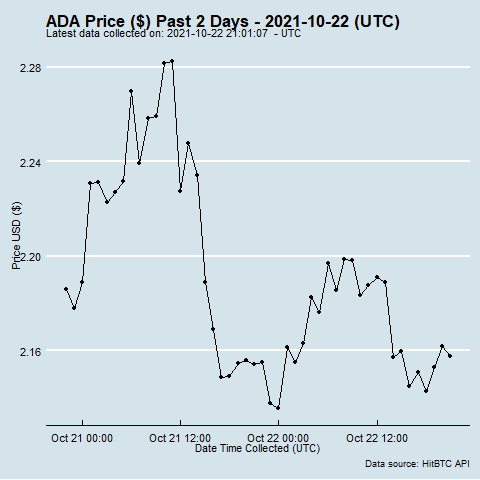 ADA Price ($) Past 2 Days - 2021-10-22 (UTC)
Latest data collected on: 2021-10-22 21:01:07  - UTC
Price USD ($)
2.28
2.24
2.20
2.16
Oct 21 00:00
Oct 21 12:00
Oct 22 00:00
Oct 22 12:00
Date Time Collected (UTC)
Data source: HitBTC API